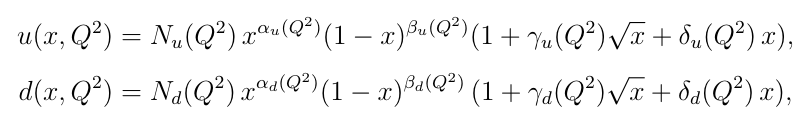 u(x, Q²) = N_u(Q²) x^{α_u(Q²)}(1 − x)^{β_u(Q²)}(1 + γ_u(Q²)√x + δ_u(Q²) x),
d(x, Q²) = N_d(Q²) x^{α_d(Q²)}(1 − x)^{β_d(Q²)} (1 + γ_d(Q²)√x + δ_d(Q²) x),